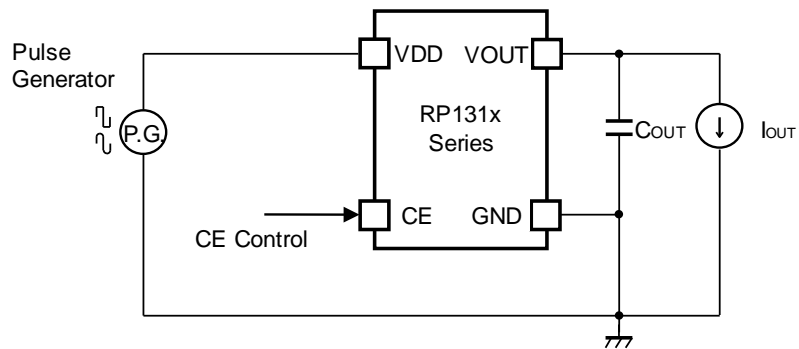 Pulse
Generator
P.G.
VDD
VOUT
RP131x
Series
COUT
IOUT
CE
GND
CE Control